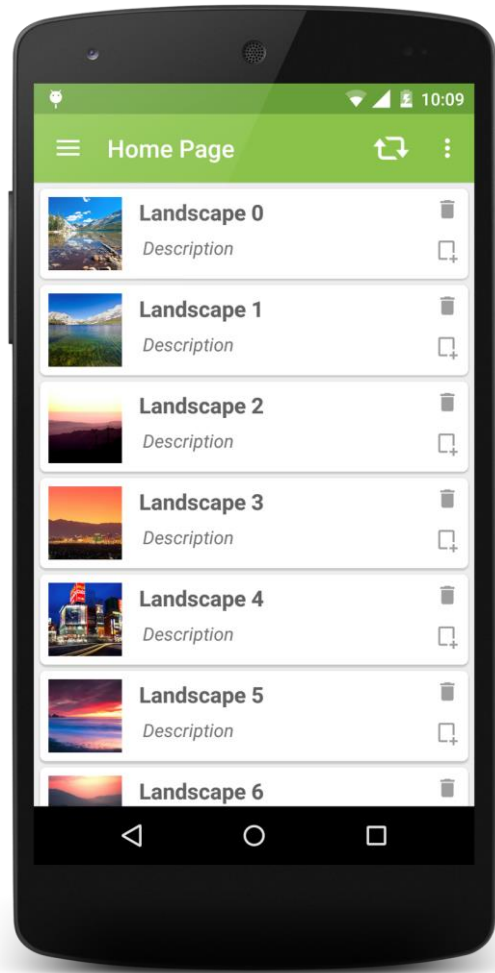 10:09
Home Page
Landscape 0
Description
Landscape 1
Description
Landscape 2
Description
Landscape 3
Description
Landscape 4
Description
Landscape 5
Description
Landscape 6